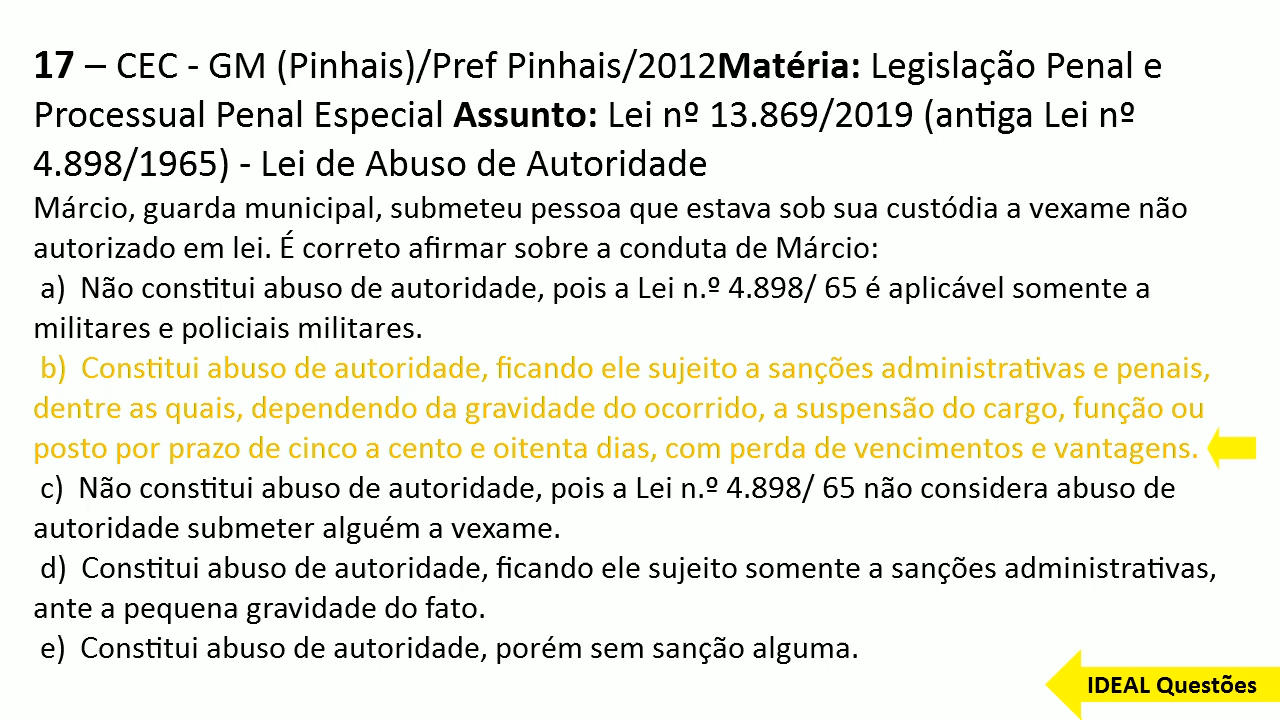 17 – CEC - GM (Pinhais)/Pref Pinhais/2012Matéria: Legislação Penal e
Processual Penal Especial Assunto: Lei nº 13.869/2019 (antiga Lei nº
4.898/1965) - Lei de Abuso de Autoridade
Márcio, guarda municipal, submeteu pessoa que estava sob sua custódia a vexame não
autorizado em lei. É correto afirmar sobre a conduta de Márcio:
a) Não constitui abuso de autoridade, pois a Lei n.º 4.898/ 65 é aplicável somente a
militares e policiais militares.
b) Constitui abuso de autoridade, ficando ele sujeito a sanções administrativas e penais,
dentre as quais, dependendo da gravidade do ocorrido, a suspensão do cargo, função ou
posto por prazo de cinco a cento e oitenta dias, com perda de vencimentos e vantagens.
c) Não constitui abuso de autoridade, pois a Lei n.º 4.898/ 65 não considera abuso de
autoridade submeter alguém a vexame.
d) Constitui abuso de autoridade, ficando ele sujeito somente a sanções administrativas,
ante a pequena gravidade do fato.
e) Constitui abuso de autoridade, porém sem sanção alguma.
IDEAL Questões